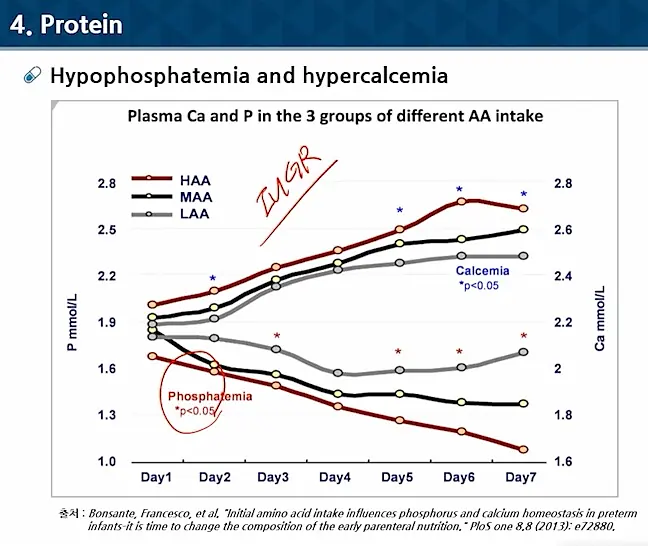 4. Protein
Hypophosphatemia and hypercalcemia
Plasma Ca and P in the 3 groups of different AA intake
IUGR
2.8
HAA
MAA
LAA
2.5
2.2
1.9
1.6
1.3
1.0
P mmol/L
*
*
*
*
Calcemia
*p<0.05
*
*
*
*
Phosphatemia
*p<0.05
2.8
2.6
2.4
2.2
2
1.8
1.6
Ca mmol/L
Day1 Day2 Day3 Day4 Day5 Day6 Day7
출처 : Bonsante, Francesco, et al. "Initial amino acid intake influences phosphorus and calcium homeostasis in preterm
infants-it is time to change the composition of the early parenteral nutrition." PloS one 8.8 (2013): e72880.